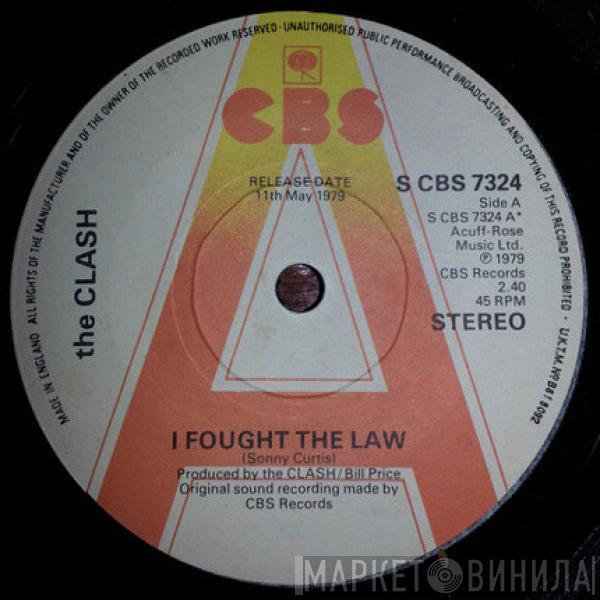 MADE IN ENGLAND ALL RIGHTS OF THE MANUFACTURER AND OF THE OWNER OF THE RECORDED WORK RESERVED · UNAUTHORISED PUBLIC PERFORMANCE BROADCASTING AND COPYING OF THIS RECORD PROHIBITED · U.K.T.M. Nº B818092
CBS
RELEASE DATE
11th May 1979
the CLASH
S CBS 7324
Side A
S CBS 7324 A*
Acuff-Rose
Music Ltd.
℗ 1979
CBS Records
2.40
45 RPM
STEREO
I FOUGHT THE LAW
(Sonny Curtis)
Produced by the CLASH/Bill Price
Original sound recording made by
CBS Records
МАРКЕТ ВИНИЛА